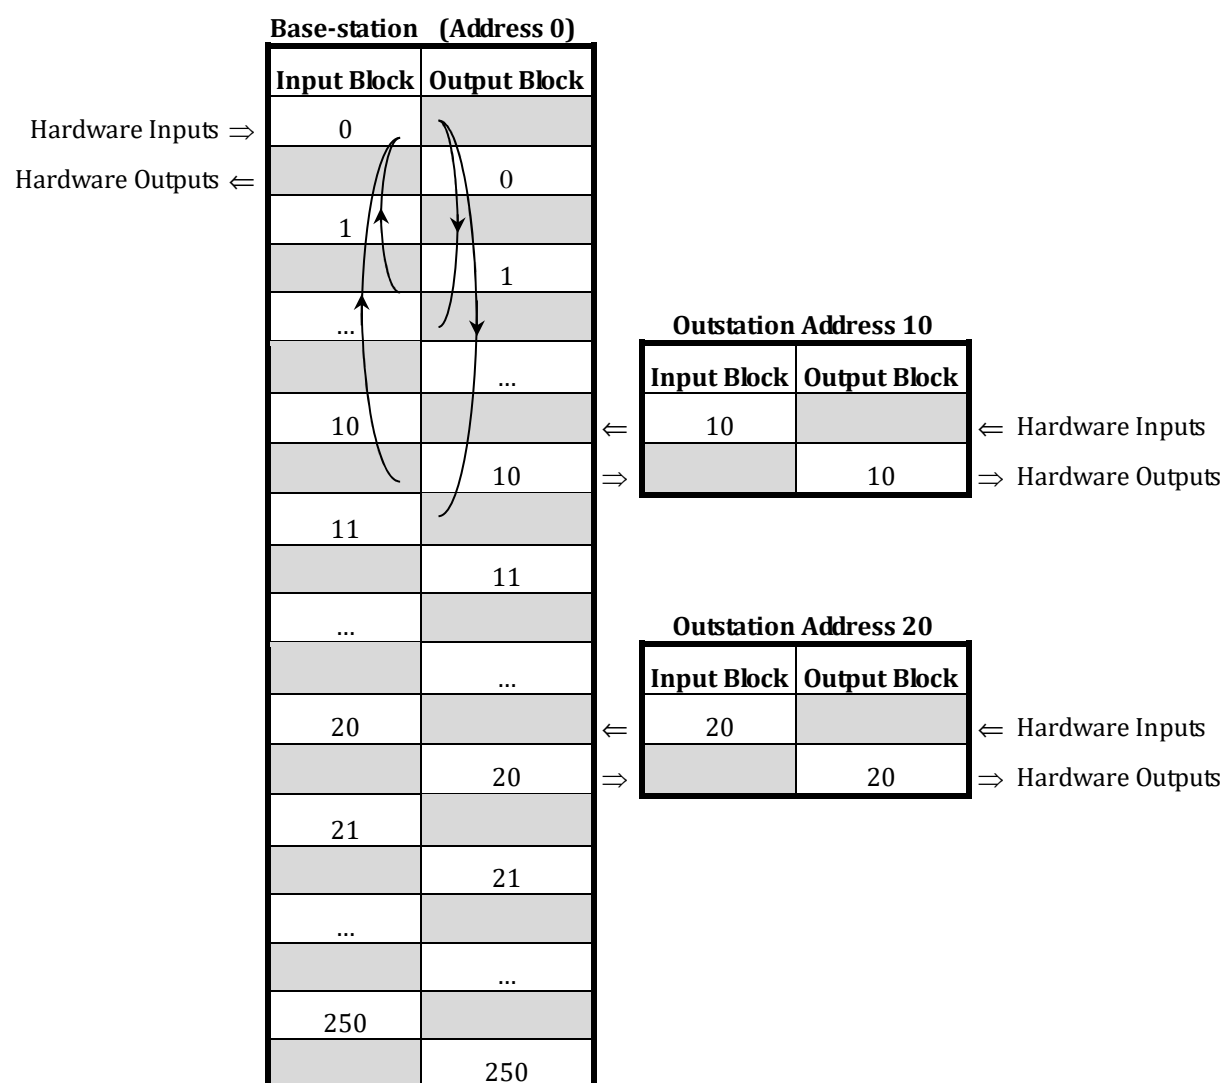 Base-station (Address 0)
Input Block Output Block
Hardware Inputs ⇒ 0
Hardware Outputs ⇐ 0
1
1
...
Outstation Address 10
... Input Block Output Block
10 ⇐ 10 ⇐ Hardware Inputs
10 ⇒ 10 ⇒ Hardware Outputs
11
11
...
Outstation Address 20
... Input Block Output Block
20 ⇐ 20 ⇐ Hardware Inputs
20 ⇒ 20 ⇒ Hardware Outputs
21
21
...
...
250
250